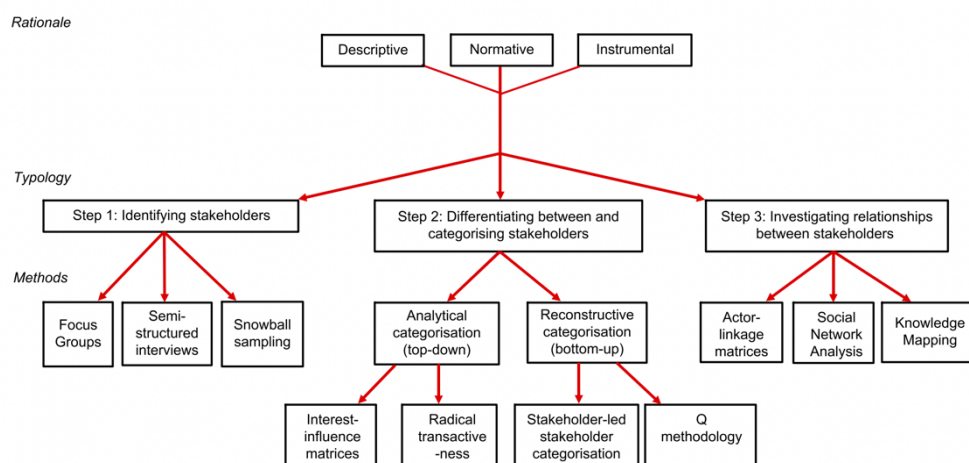 Rationale
Descriptive
Normative
Instrumental
Typology
Step 1: Identifying stakeholders
Step 2: Differentiating between and
categorising stakeholders
Step 3: Investigating relationships
between stakeholders
Methods
Focus
Groups
Semi-
structured
interviews
Snowball
sampling
Analytical
categorisation
(top-down)
Reconstructive
categorisation
(bottom-up)
Actor-
linkage
matrices
Social
Network
Analysis
Knowledge
Mapping
Interest-
influence
matrices
Radical
transactive
-ness
Stakeholder-led
stakeholder
categorisation
Q
methodology